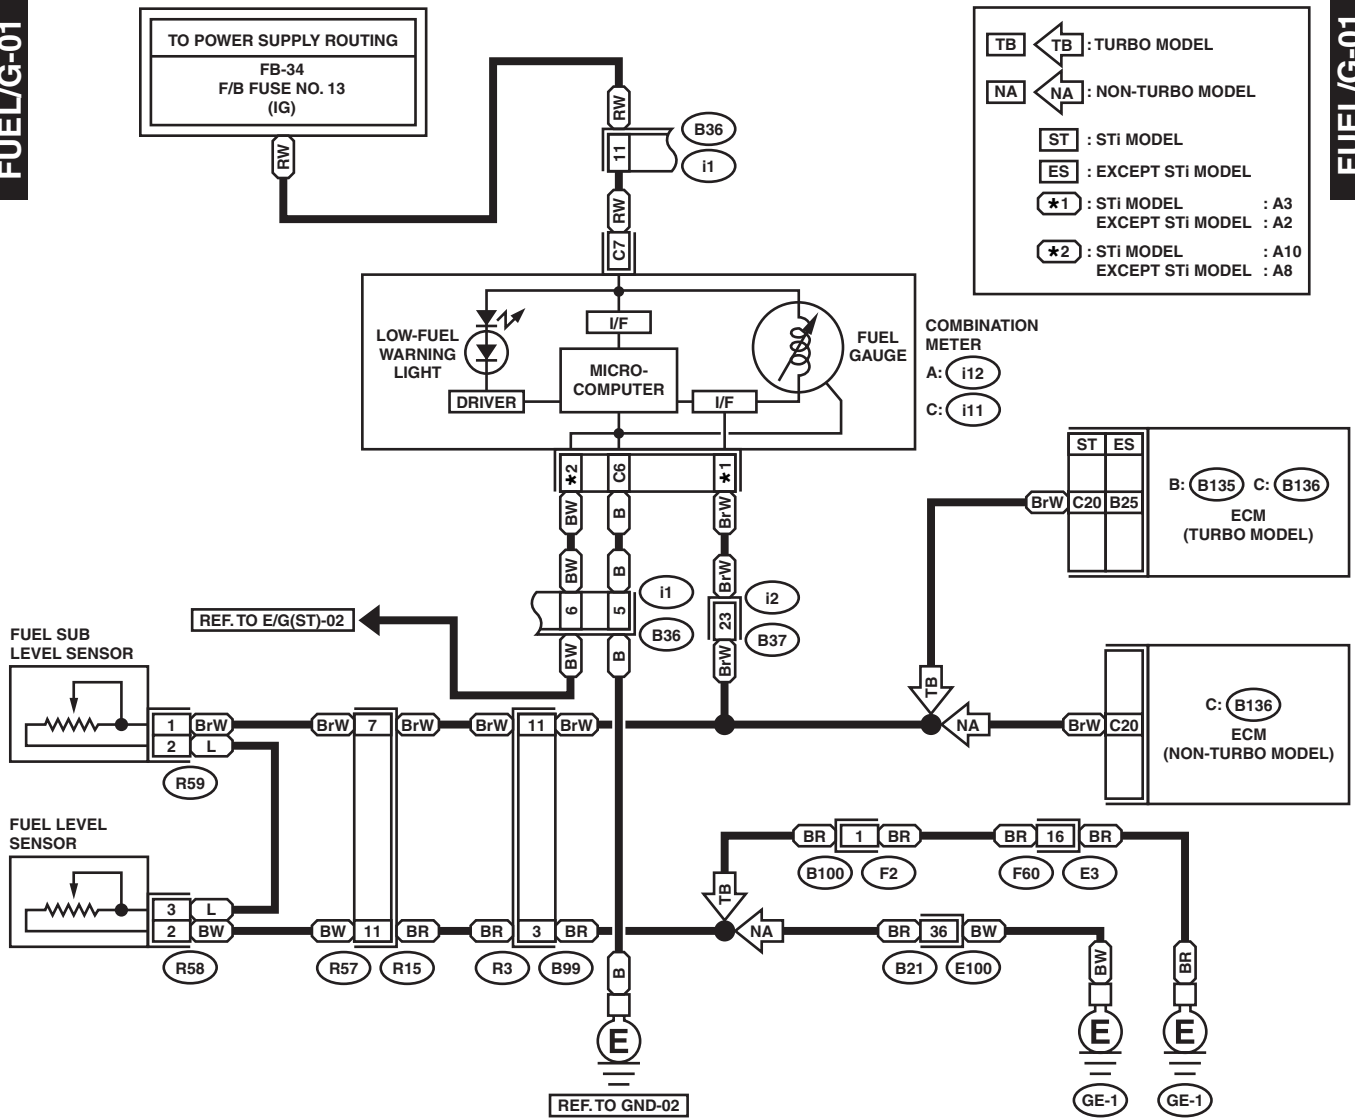 FUEL/G-01
FUEL/G-01
TO POWER SUPPLY ROUTING
FB-34
F/B FUSE NO. 13
(IG)
RW
RW
11
B36
i1
RW
C7
TB TB : TURBO MODEL
NA NA : NON-TURBO MODEL
ST : STi MODEL
ES : EXCEPT STi MODEL
*1 : STi MODEL : A3
EXCEPT STi MODEL : A2
*2 : STi MODEL : A10
EXCEPT STi MODEL : A8
LOW-FUEL
WARNING
LIGHT
I/F
MICRO-
COMPUTER
DRIVER
I/F
FUEL
GAUGE
COMBINATION
METER
A: i12
C: i11
*2 C6 *1
BW B BrW
BW B BrW
6 5
i1
B36
23
i2
B37
BW B BrW
REF. TO E/G(ST)-02
ST ES
BrW C20 B25
B: B135 C: B136
ECM
(TURBO MODEL)
TB
NA
BrW C20
C: B136
ECM
(NON-TURBO MODEL)
FUEL SUB
LEVEL SENSOR
1 BrW BrW 7 BrW BrW 11 BrW
2 L
R59
FUEL LEVEL
SENSOR
3 L
2 BW BW 11 BR BR 3 BR
R58 R57 R15 R3 B99
TB
NA
BR 1 BR BR 16 BR
B100 F2 F60 E3
BR 36 BW
B21 E100
B
E
REF. TO GND-02
BW
E
GE-1
BR
E
GE-1